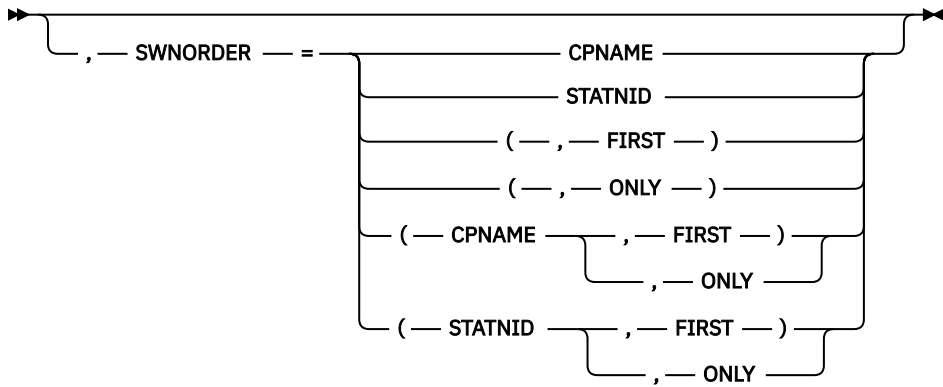 , SWNORDER = CPNAME
STATNID
( , FIRST )
( , ONLY )
( CPNAME , FIRST )
, ONLY
( STATNID , FIRST )
, ONLY